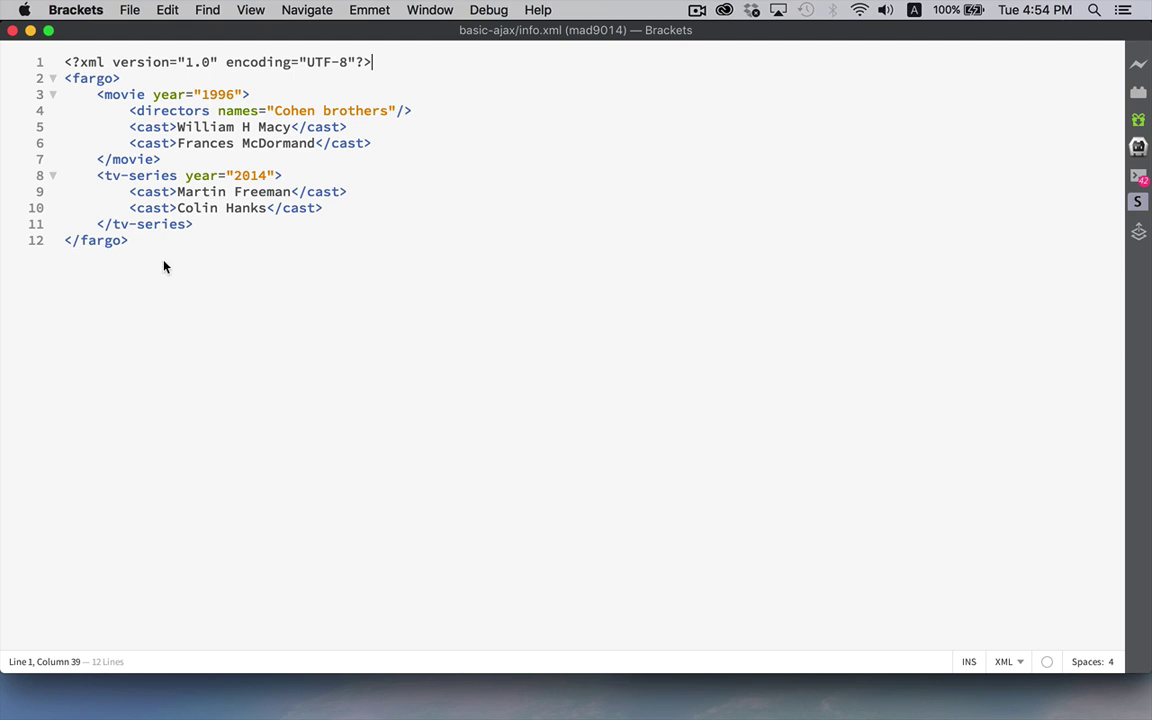 Brackets File Edit Find View Navigate Emmet Window Debug Help A 100% Tue 4:54 PM
basic-ajax/info.xml (mad9014) — Brackets
1 <?xml version="1.0" encoding="UTF-8"?>
2 <fargo>
3 <movie year="1996">
4 <directors names="Cohen brothers"/>
5 <cast>William H Macy</cast>
6 <cast>Frances McDormand</cast>
7 </movie>
8 <tv-series year="2014">
9 <cast>Martin Freeman</cast>
10 <cast>Colin Hanks</cast>
11 </tv-series>
12 </fargo>
42
S
Line 1, Column 39 — 12 Lines INS XML Spaces: 4